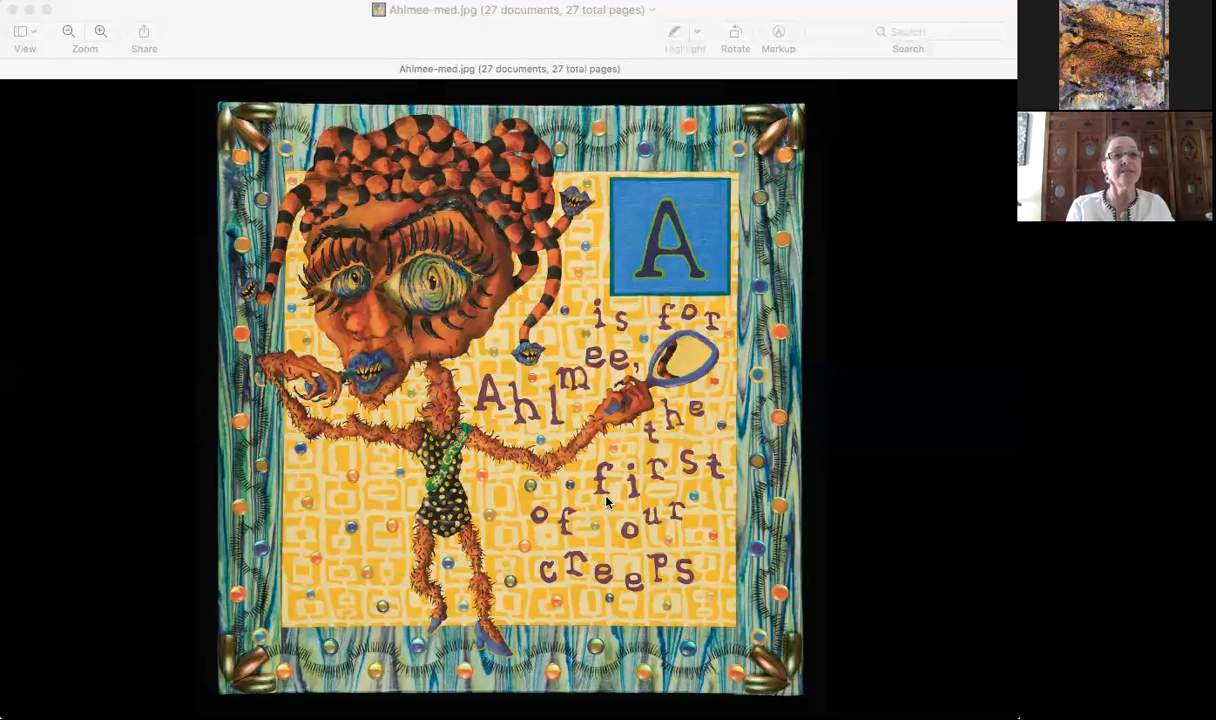 Ahlmee-med.jpg (27 documents, 27 total pages)
View
Zoom
Share
Highlight
Rotate
Markup
Search
Search
Ahlmee-med.jpg (27 documents, 27 total pages)
A
is for
Ahlmee,
the
first
of our
creeps